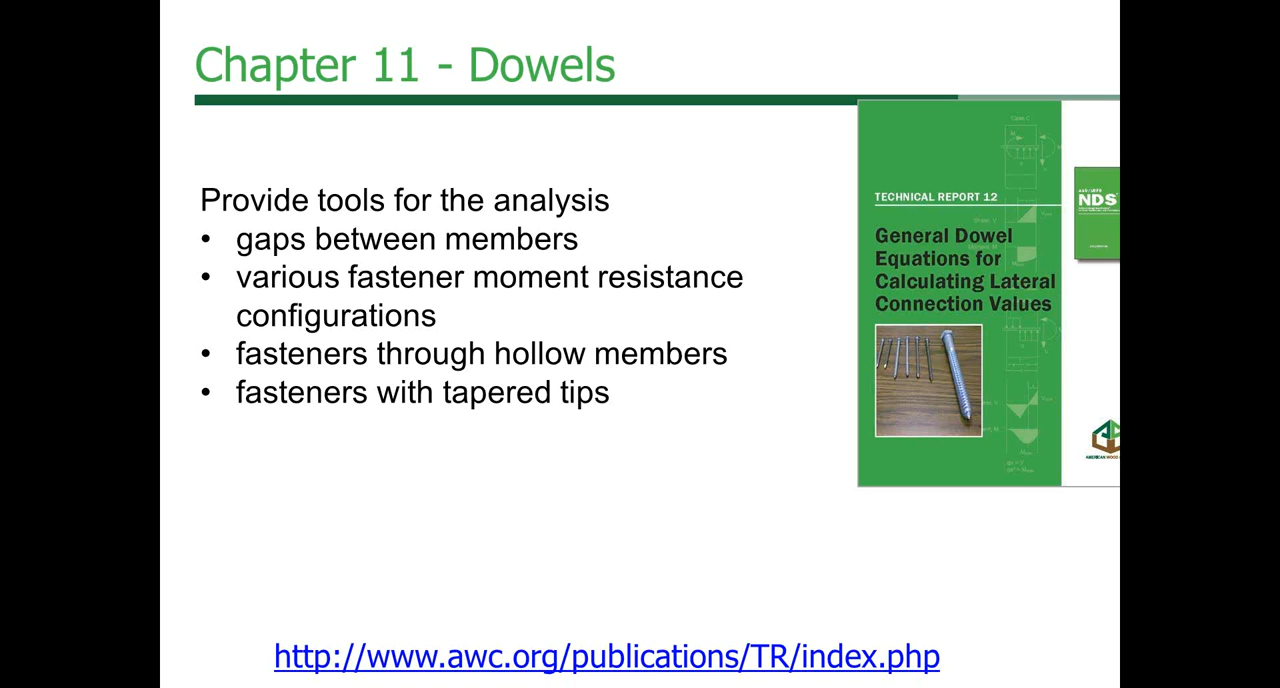 Chapter 11 - Dowels
Provide tools for the analysis
• gaps between members
• various fastener moment resistance
configurations
• fasteners through hollow members
• fasteners with tapered tips
TECHNICAL REPORT 12
General Dowel
Equations for
Calculating Lateral
Connection Values
NDS
http://www.awc.org/publications/TR/index.php